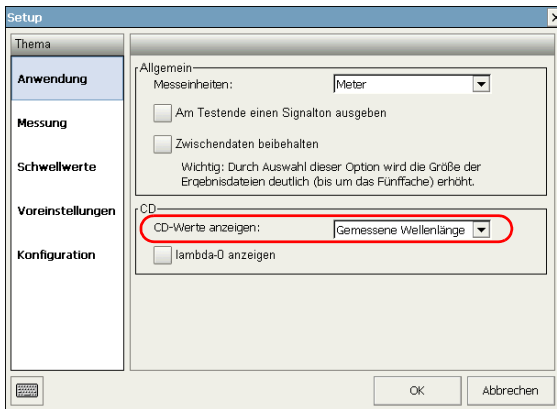 Setup
Thema
Anwendung
Messung
Schwellwerte
Voreinstellungen
Konfiguration
Allgemein
Messeinheiten: Meter
Am Testende einen Signalton ausgeben
Zwischendaten beibehalten
Wichtig: Durch Auswahl dieser Option wird die Größe der
Ergebnisdateien deutlich (bis um das Fünffache) erhöht.
CD
CD-Werte anzeigen: Gemessene Wellenlänge
lambda-0 anzeigen
OK Abbrechen